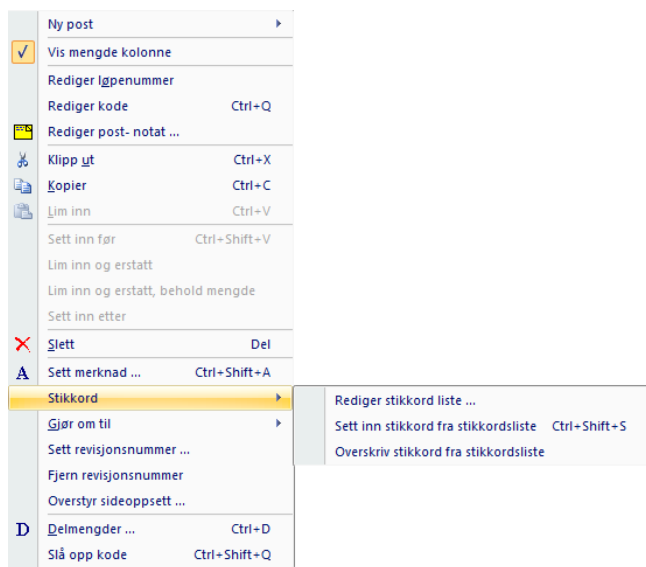 Ny post
Vis mengde kolonne
Rediger løpenummer
Rediger kode Ctrl+Q
Rediger post- notat ...
Klipp ut Ctrl+X
Kopier Ctrl+C
Lim inn Ctrl+V
Sett inn før Ctrl+Shift+V
Lim inn og erstatt
Lim inn og erstatt, behold mengde
Sett inn etter
Slett Del
A Sett merknad ... Ctrl+Shift+A
Stikkord
Rediger stikkord liste ...
Gjør om til
Sett inn stikkord fra stikkordsliste Ctrl+Shift+S
Sett revisjonsnummer ...
Overskriv stikkord fra stikkordsliste
Fjern revisjonsnummer
Overstyr sideoppsett ...
D Delmengder ... Ctrl+D
Slå opp kode Ctrl+Shift+Q